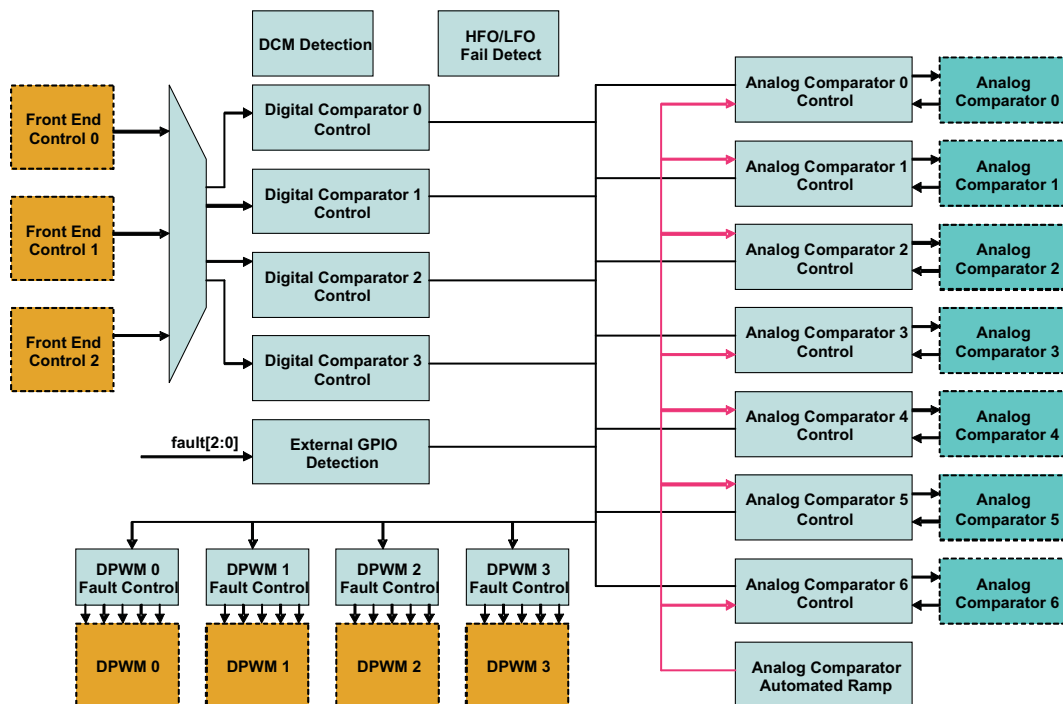 DCM Detection
HFO/LFO
Fail Detect
Front End
Control 0
Front End
Control 1
Front End
Control 2
Digital Comparator 0
Control
Digital Comparator 1
Control
Digital Comparator 2
Control
Digital Comparator 3
Control
fault[2:0]
External GPIO
Detection
Analog Comparator 0
Control
Analog
Comparator 0
Analog Comparator 1
Control
Analog
Comparator 1
Analog Comparator 2
Control
Analog
Comparator 2
Analog Comparator 3
Control
Analog
Comparator 3
Analog Comparator 4
Control
Analog
Comparator 4
Analog Comparator 5
Control
Analog
Comparator 5
Analog Comparator 6
Control
Analog
Comparator 6
Analog Comparator
Automated Ramp
DPWM 0
Fault Control
DPWM 1
Fault Control
DPWM 2
Fault Control
DPWM 3
Fault Control
DPWM 0
DPWM 1
DPWM 2
DPWM 3